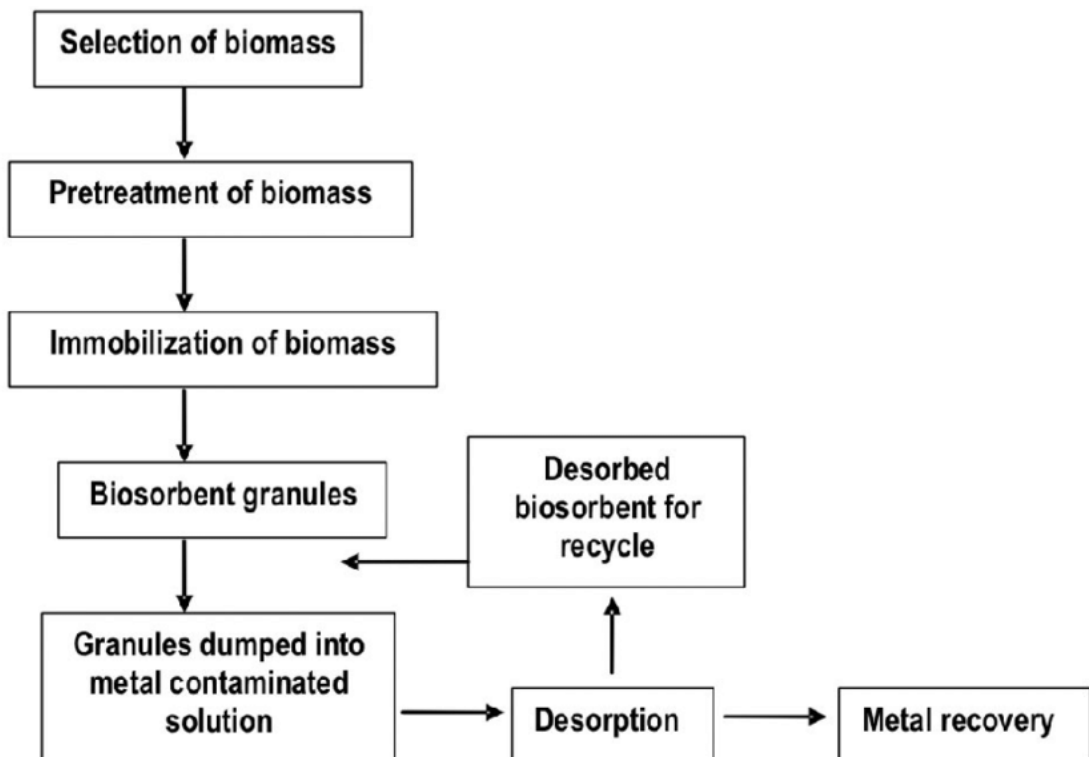 Selection of biomass
Pretreatment of biomass
Immobilization of biomass
Biosorbent granules
Desorbed
biosorbent for
recycle
Granules dumped into
metal contaminated
solution
Desorption
Metal recovery